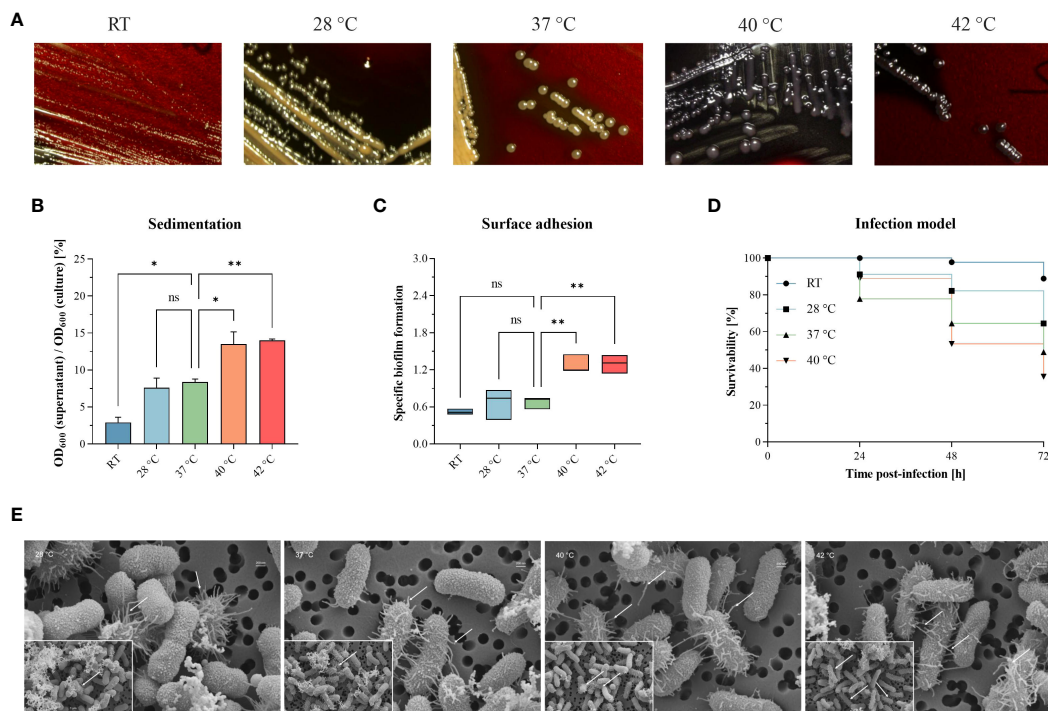 A
RT
28 °C
37 °C
40 °C
42 °C
B
Sedimentation
OD600 (supernatant) / OD600 (culture) [%]
25
20
15
10
5
0
*
**
ns
*
RT
28 °C
37 °C
40 °C
42 °C
C
Surface adhesion
Specific biofilm formation
3.0
2.4
1.8
1.2
0.6
0.0
ns
**
ns
**
RT
28 °C
37 °C
40 °C
42 °C
D
Infection model
Survivability [%]
100
80
60
40
20
0
RT
28 °C
37 °C
40 °C
0
24
48
72
Time post-infection [h]
E
28 °C
37 °C
40 °C
42 °C